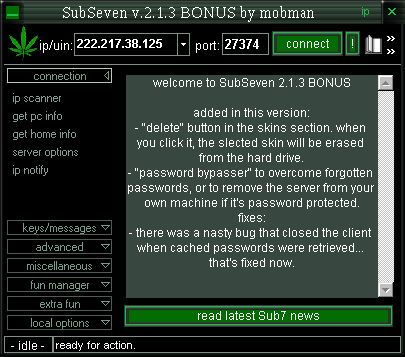 SubSeven v.2.1.3 BONUS by mobman ip
ip/uin: 222.217.38.125 port: 27374 connect !
connection
ip scanner
get pc info
get home info
server options
ip notify
keys/messages
advanced
miscellaneous
fun manager
extra fun
local options
welcome to SubSeven 2.1.3 BONUS
added in this version:
- "delete" button in the skins section. when
you click it, the slected skin will be erased
from the hard drive.
- "password bypasser" to overcome forgotten
passwords, or to remove the server from your
own machine if it's password protected.
fixes:
- there was a nasty bug that closed the client
when cached passwords were retrieved...
that's fixed now.
read latest Sub7 news
- idle - ready for action.